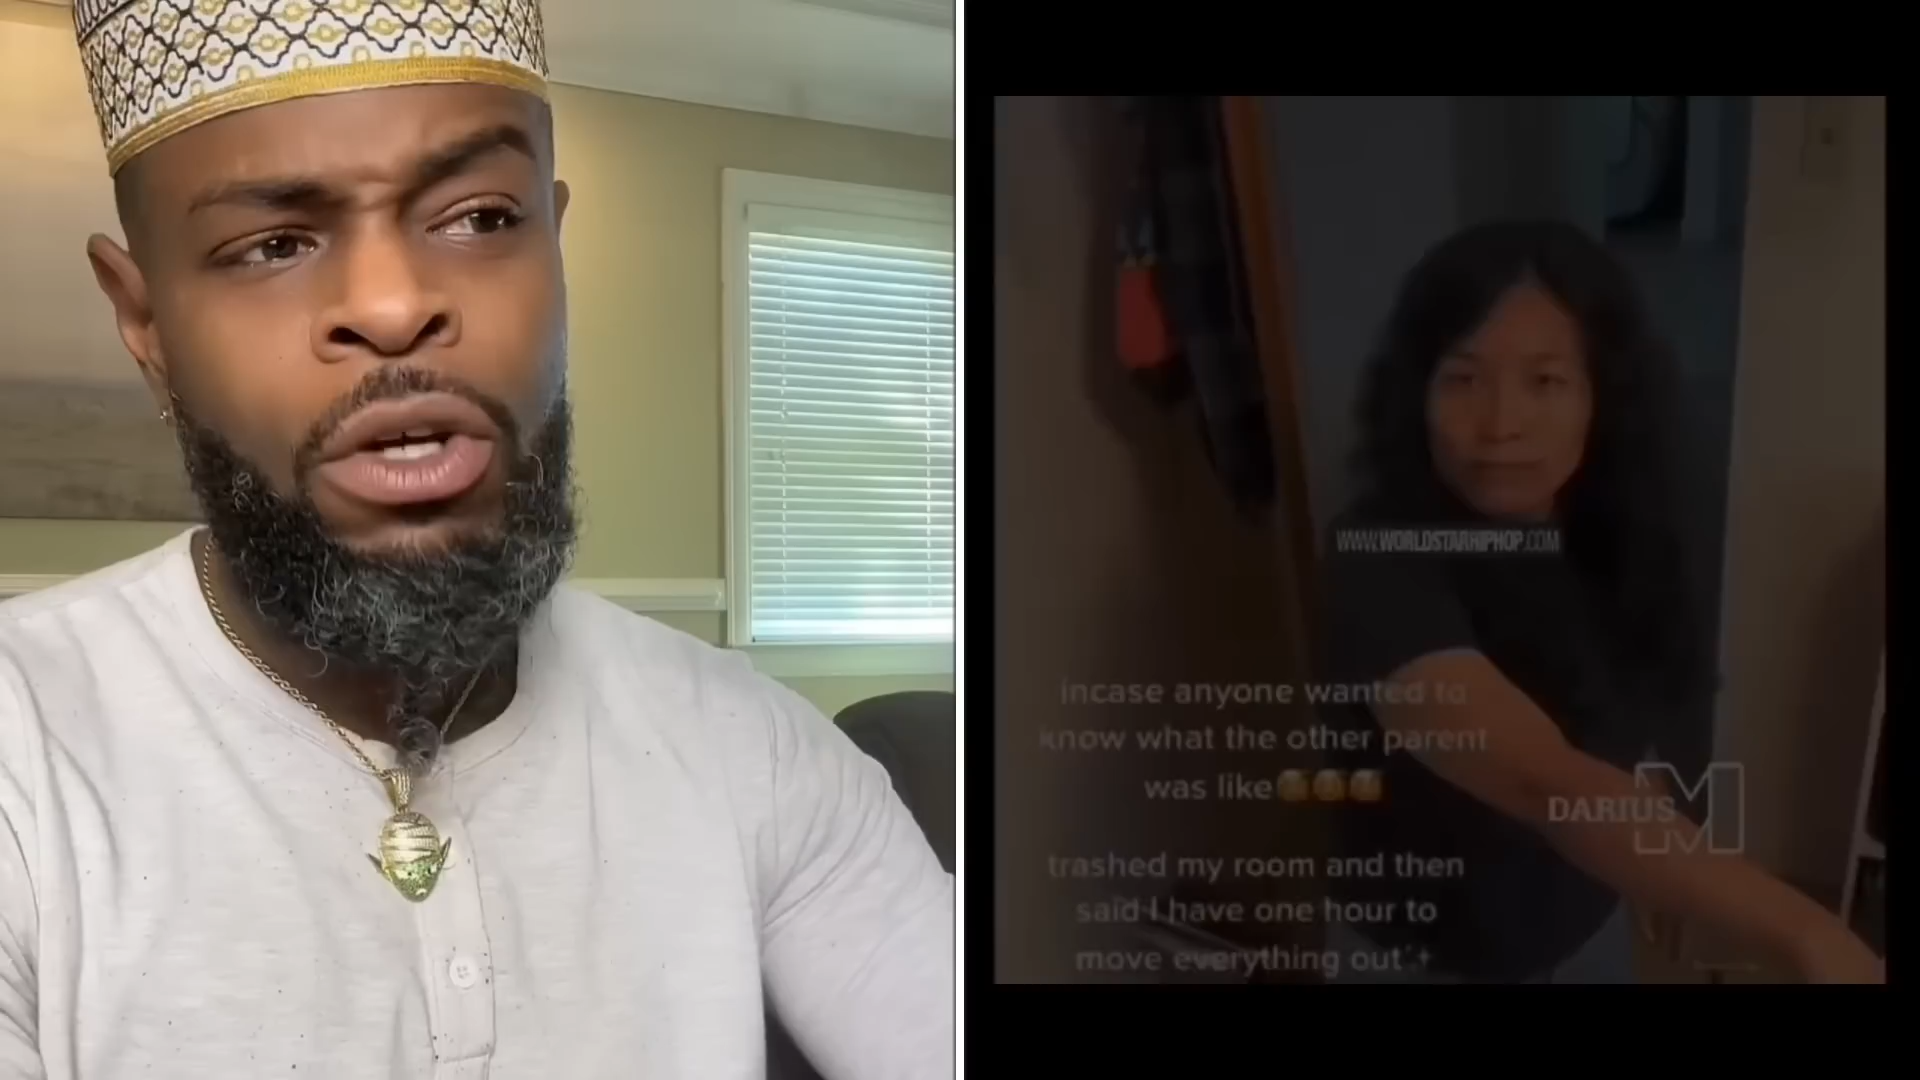 WWW.WORLDSTARHIPHOP.COM
incase anyone wanted to
know what the other parent
was like
DARIUS M
LIV
trashed my room and then
said I have one hour to
move everything out